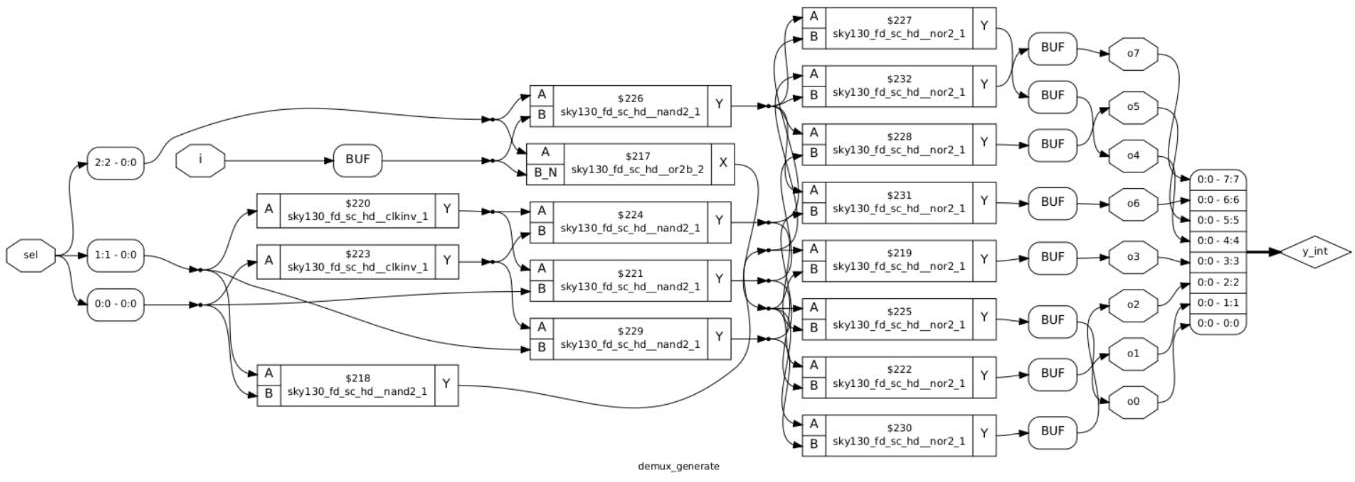 sel
2:2 - 0:0
1:1 - 0:0
0:0 - 0:0
i
BUF
A
$220
sky130_fd_sc_hd__clkinv_1
Y
A
$223
sky130_fd_sc_hd__clkinv_1
Y
A
B
$218
sky130_fd_sc_hd__nand2_1
Y
A
B
$226
sky130_fd_sc_hd__nand2_1
Y
A
B_N
$217
sky130_fd_sc_hd__or2b_2
X
A
B
$224
sky130_fd_sc_hd__nand2_1
Y
A
B
$221
sky130_fd_sc_hd__nand2_1
Y
A
B
$229
sky130_fd_sc_hd__nand2_1
Y
A
B
$227
sky130_fd_sc_hd__nor2_1
Y
A
B
$232
sky130_fd_sc_hd__nor2_1
Y
A
B
$228
sky130_fd_sc_hd__nor2_1
Y
A
B
$231
sky130_fd_sc_hd__nor2_1
Y
A
B
$219
sky130_fd_sc_hd__nor2_1
Y
A
B
$225
sky130_fd_sc_hd__nor2_1
Y
A
B
$222
sky130_fd_sc_hd__nor2_1
Y
A
B
$230
sky130_fd_sc_hd__nor2_1
Y
BUF
BUF
BUF
BUF
BUF
BUF
BUF
BUF
o7
o5
o4
o6
o3
o2
o1
o0
0:0 - 7:7
0:0 - 6:6
0:0 - 5:5
0:0 - 4:4
0:0 - 3:3
0:0 - 2:2
0:0 - 1:1
0:0 - 0:0
y_int
demux_generate